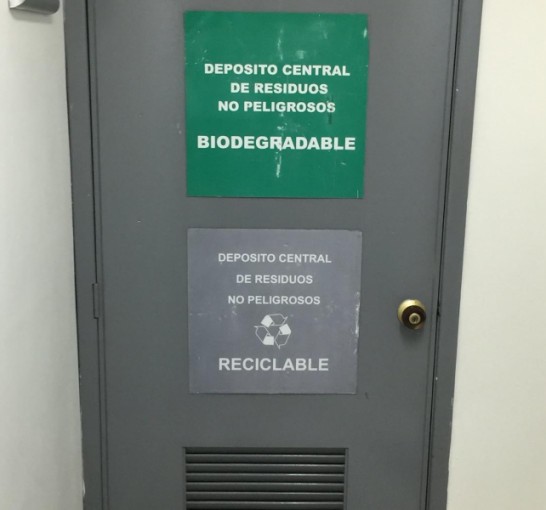 DEPOSITO CENTRAL
DE RESIDUOS
NO PELIGROSOS
BIODEGRADABLE
DEPOSITO CENTRAL
DE RESIDUOS
NO PELIGROSOS
RECICLABLE